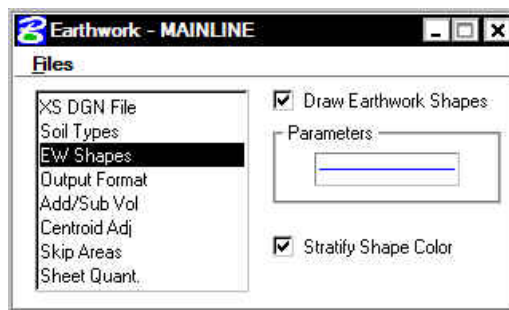 Earthwork - MAINLINE
Files
XS DGN File
Soil Types
EW Shapes
Output Format
Add/Sub Vol
Centroid Adj
Skip Areas
Sheet Quant.
Draw Earthwork Shapes
Parameters
Stratify Shape Color